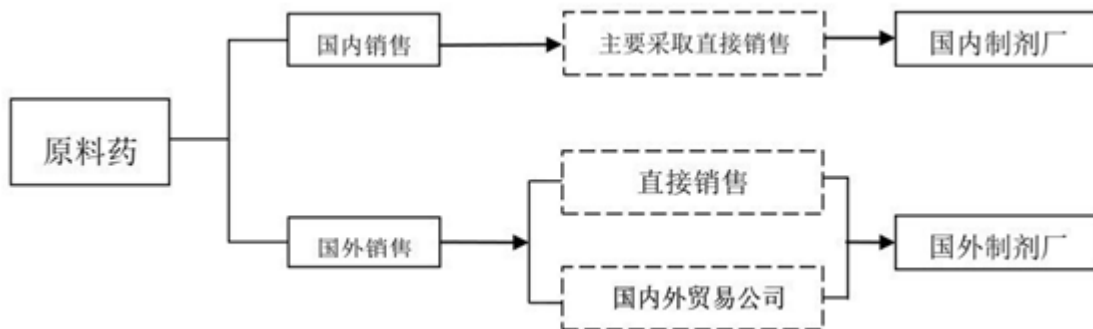 国内销售
主要采取直接销售
国内制剂厂
原料药
直接销售
国外销售
国外制剂厂
国内外贸易公司